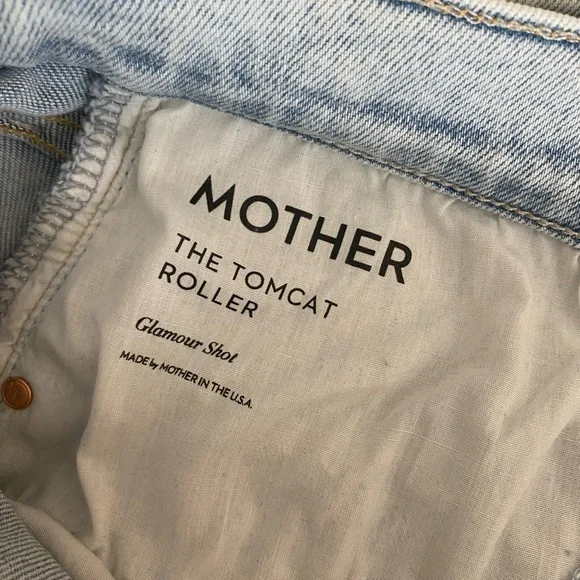 MOTHER
THE TOMCAT
ROLLER
Glamour Shot
MADE by MOTHER IN THE U.S.A.